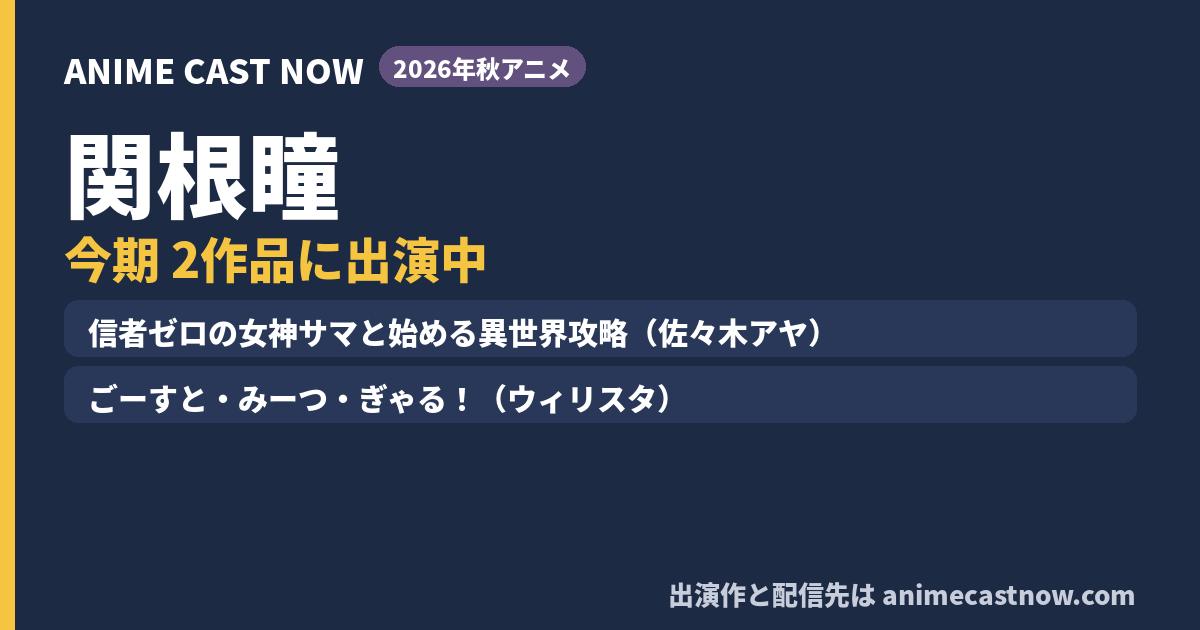 ANIME CAST NOW 2026年秋アニメ
関根瞳
今期 2作品に出演中
信者ゼロの女神サマと始める異世界攻略（佐々木アヤ）
ごーすと・みーつ・ぎゃる！（ウィリスタ）
出演作と配信先は animecastnow.com